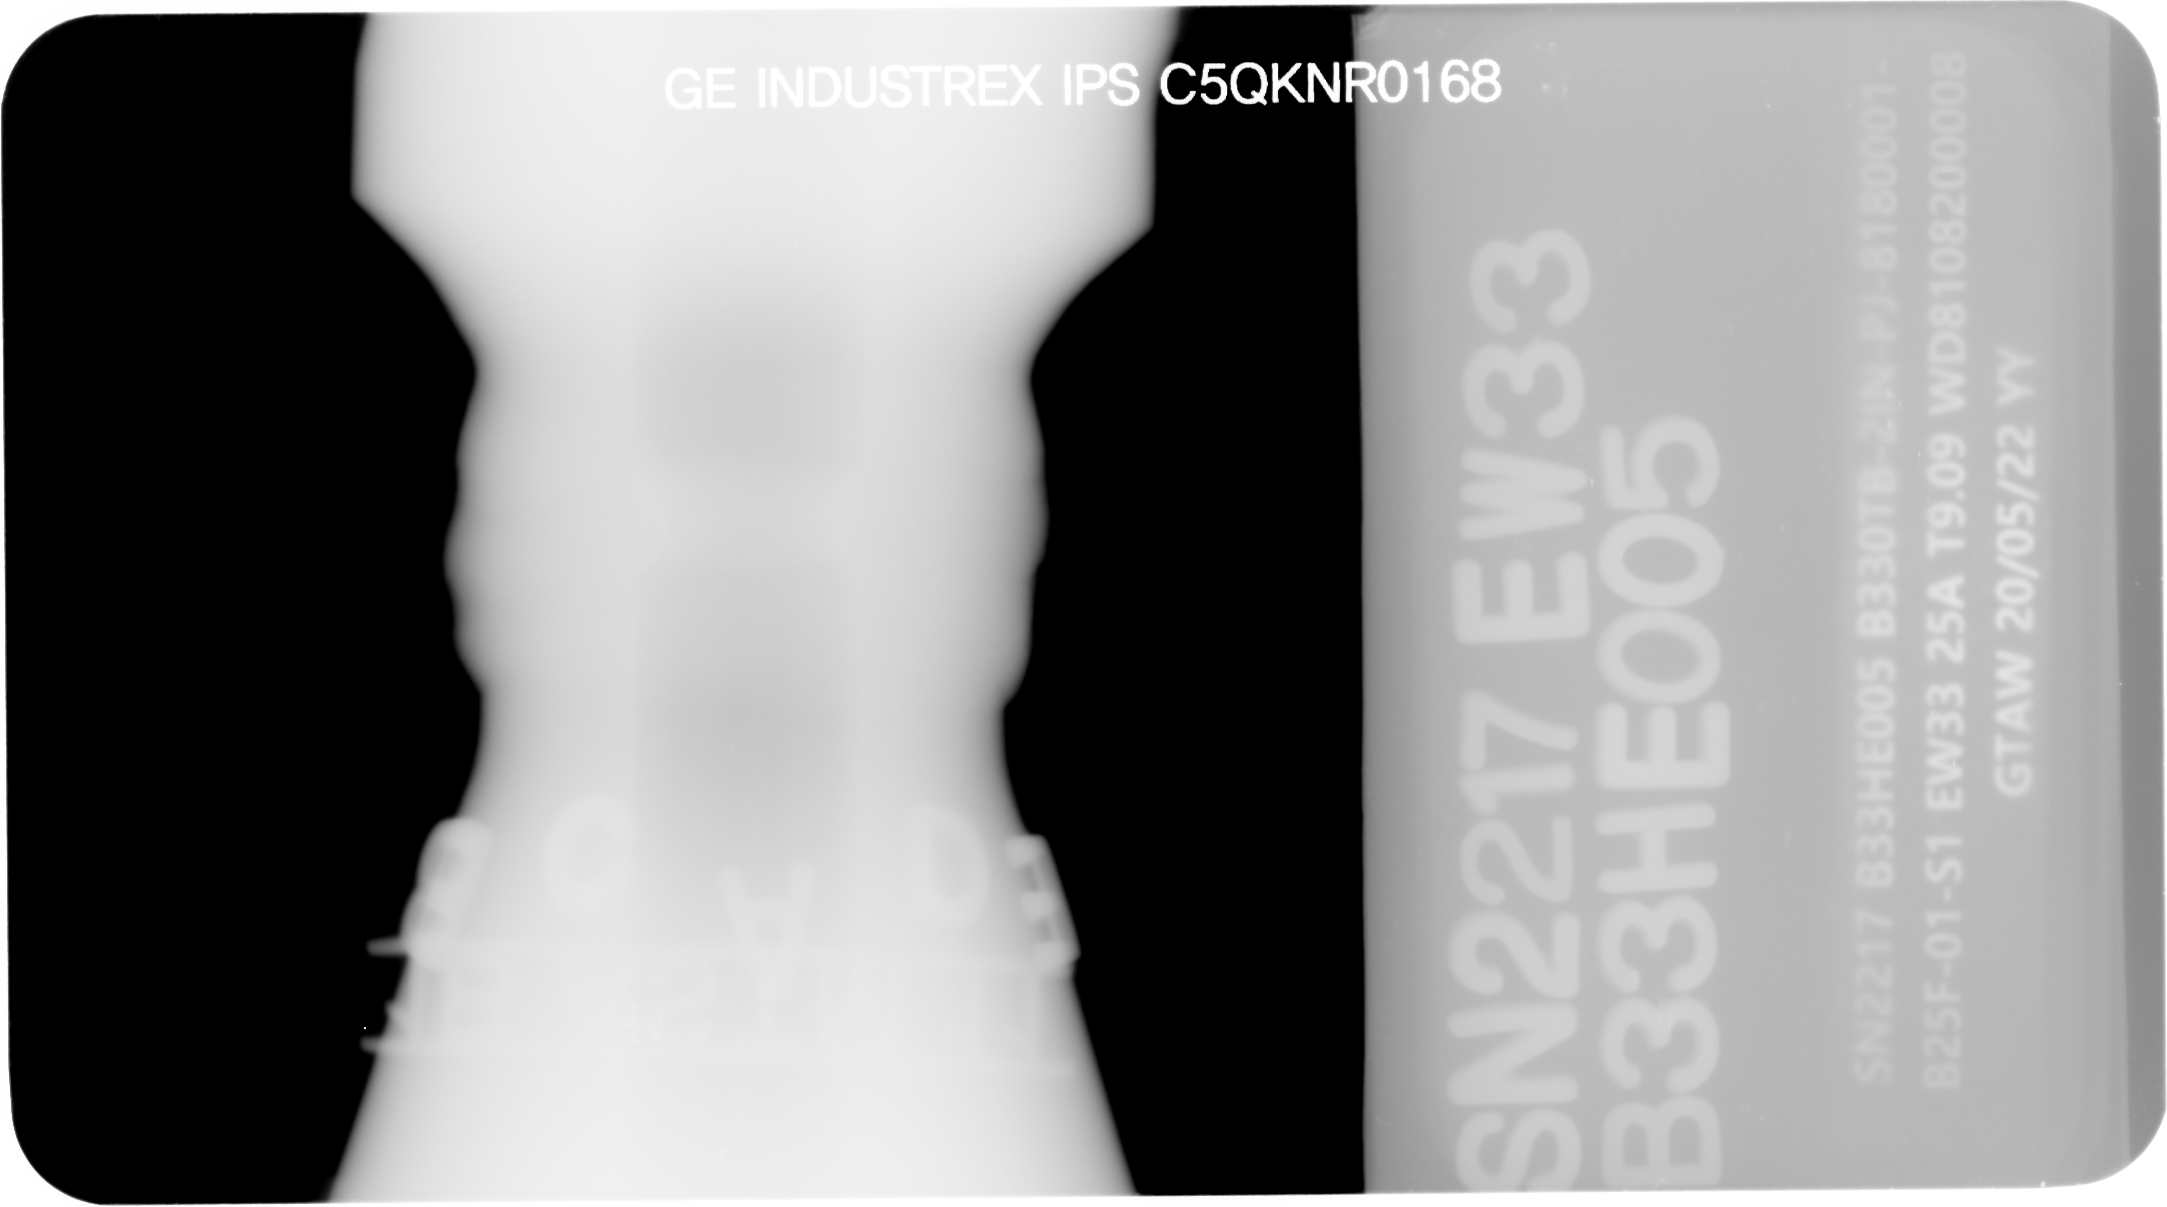 GE INDUSTREX IPS C5QKNR0168
SN2217 EW33
B33HE005
SN2217 B33HE005 B330TB-2IN-PJ-8180001-
B25F-01-S1 EW33 25A T9.09 WD8108200008
GTAW 20/05/22 YY
C
A
D